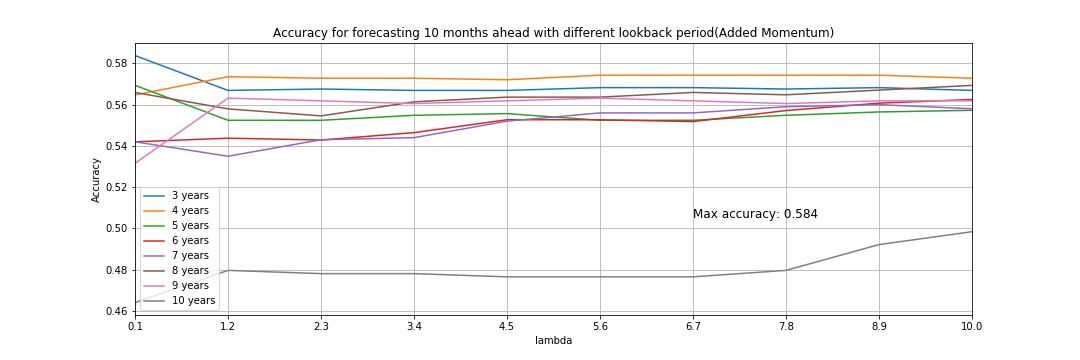 Accuracy for forecasting 10 months ahead with different lookback period(Added Momentum)
0.58
0.56
0.54
0.52
0.50
0.48
0.46
Accuracy
3 years
4 years
5 years
6 years
7 years
8 years
9 years
10 years
Max accuracy: 0.584
0.1 1.2 2.3 3.4 4.5 5.6 6.7 7.8 8.9 10.0
lambda